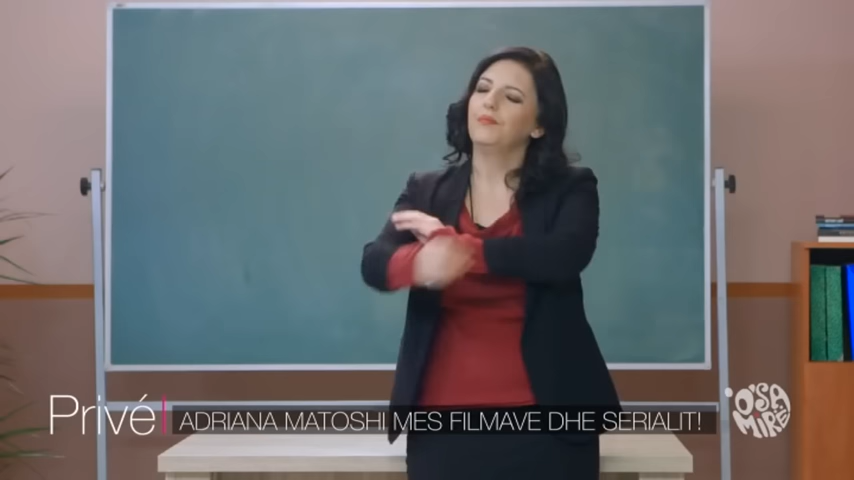 Privé
ADRIANA MATOSHI MES FILMAVE DHE SERIALIT!
O'SA
MIRË